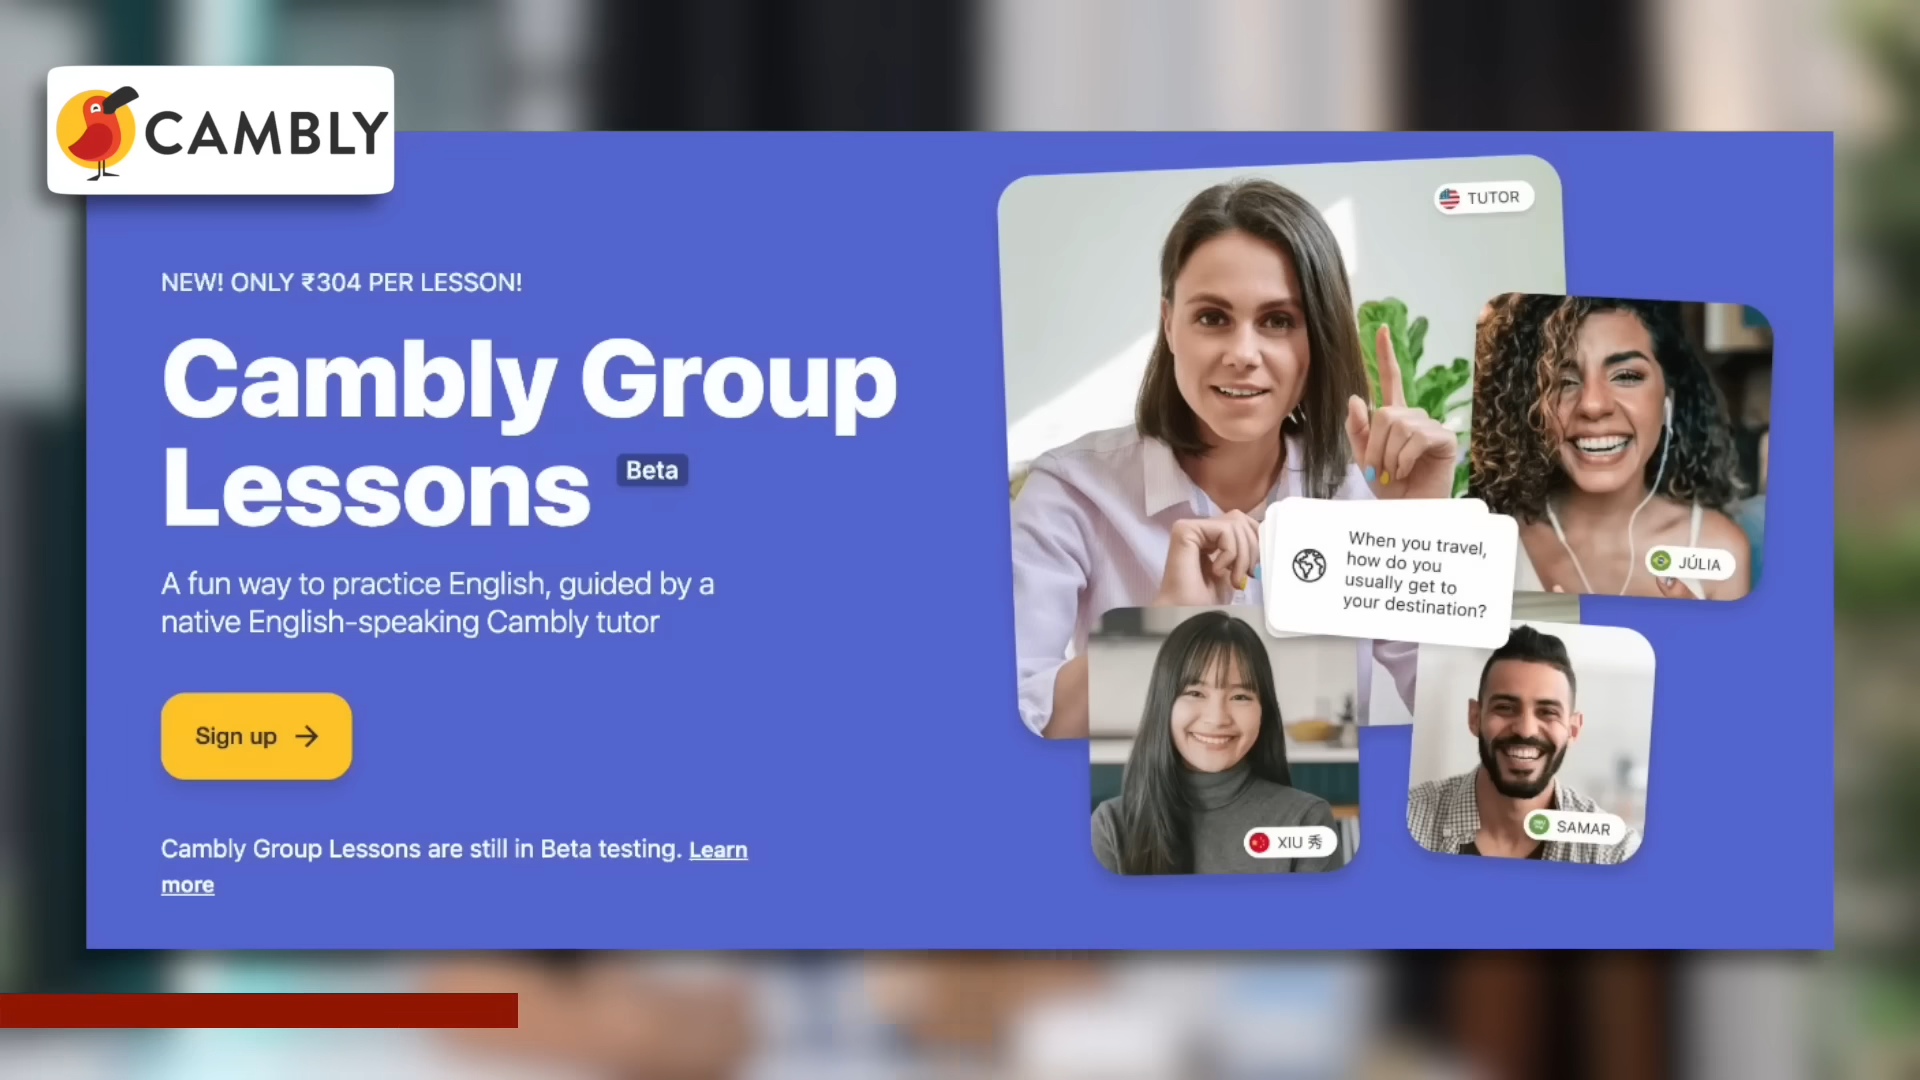 CAMBLY
NEW! ONLY ₹304 PER LESSON!
Cambly Group
Lessons Beta
A fun way to practice English, guided by a
native English-speaking Cambly tutor
Sign up →
Cambly Group Lessons are still in Beta testing. Learn
more
TUTOR
JÚLIA
When you travel,
how do you
usually get to
your destination?
XIU 秀
SAMAR